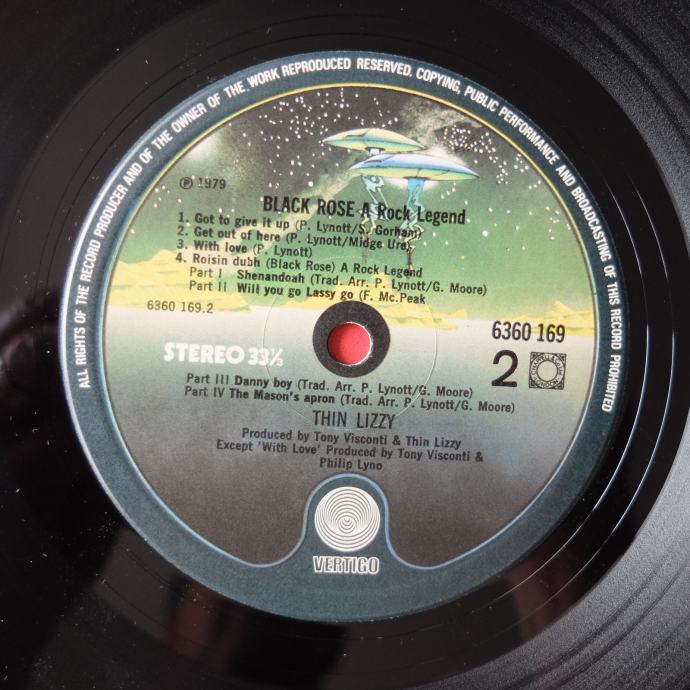 ALL RIGHTS OF THE RECORD PRODUCER AND OF THE OWNER OF THE WORK REPRODUCED RESERVED. COPYING, PUBLIC PERFORMANCE AND BROADCASTING OF THIS RECORD PROHIBITED
℗ 1979
BLACK ROSE A Rock Legend
1. Got to give it up (P. Lynott/S. Gorham)
2. Get out of here (P. Lynott/Midge Ure)
3. With love (P. Lynott)
4. Roisin dubh (Black Rose) A Rock Legend
Part I Shenandoah (Trad. Arr. P. Lynott/G. Moore)
Part II Will you go Lassy go (F. Mc.Peak
6360 169.2
6360 169
STEREO 33⅓
2
Part III Danny boy (Trad. Arr. P. Lynott/G. Moore)
Part IV The Mason's apron (Trad. Arr. P. Lynott/G. Moore)
THIN LIZZY
Produced by Tony Visconti & Thin Lizzy
Except 'With Love' Produced by Tony Visconti &
Philip Lyno
VERTIGO